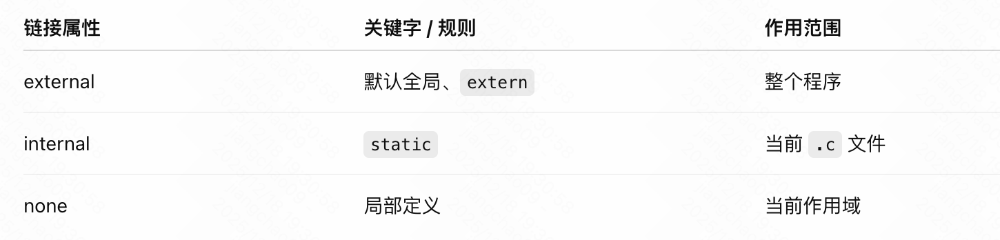 链接属性 关键字 / 规则 作用范围
external 默认全局、extern 整个程序
internal static 当前 .c 文件
none 局部定义 当前作用域